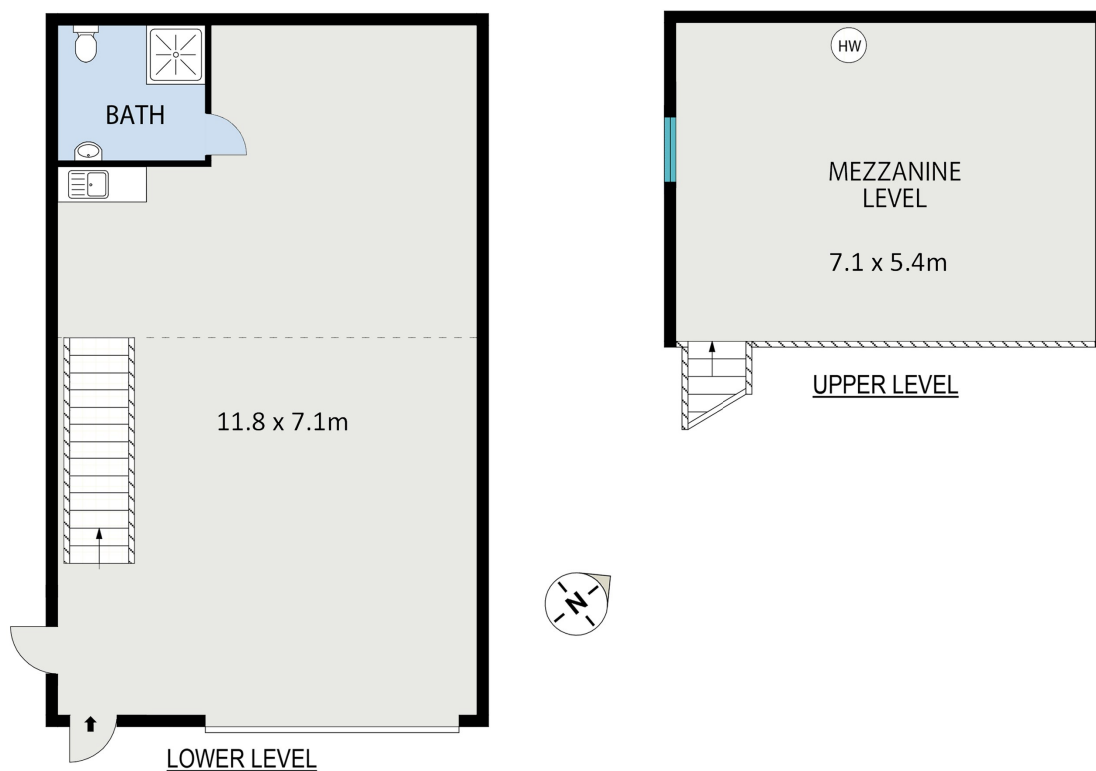 BATH
11.8 x 7.1m
LOWER LEVEL
HW
MEZZANINE
LEVEL
7.1 x 5.4m
UPPER LEVEL
N